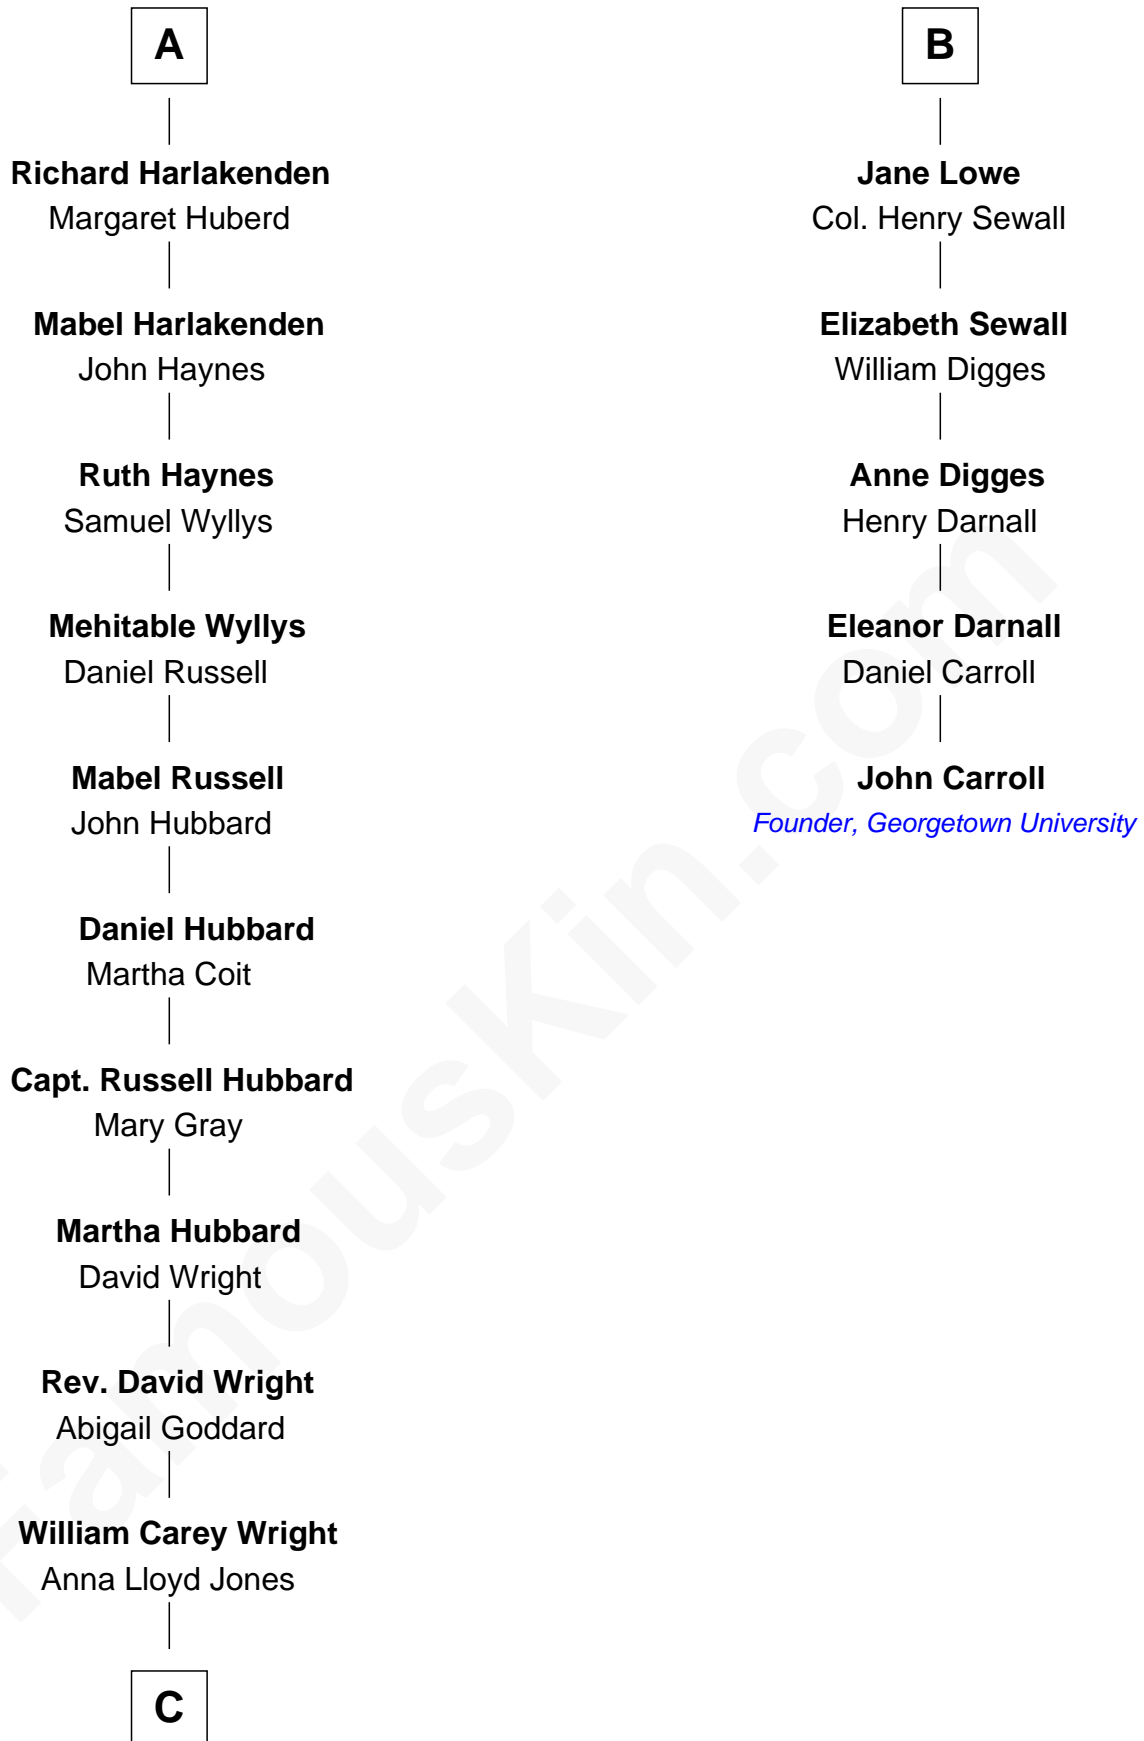 A
Richard Harlakenden
Margaret Huberd
Mabel Harlakenden
John Haynes
Ruth Haynes
Samuel Wyllys
Mehitable Wyllys
Daniel Russell
Mabel Russell
John Hubbard
Daniel Hubbard
Martha Coit
Capt. Russell Hubbard
Mary Gray
Martha Hubbard
David Wright
Rev. David Wright
Abigail Goddard
William Carey Wright
Anna Lloyd Jones
C
B
Jane Lowe
Col. Henry Sewall
Elizabeth Sewall
William Digges
Anne Digges
Henry Darnall
Eleanor Darnall
Daniel Carroll
John Carroll
Founder, Georgetown University
FamousKin.com